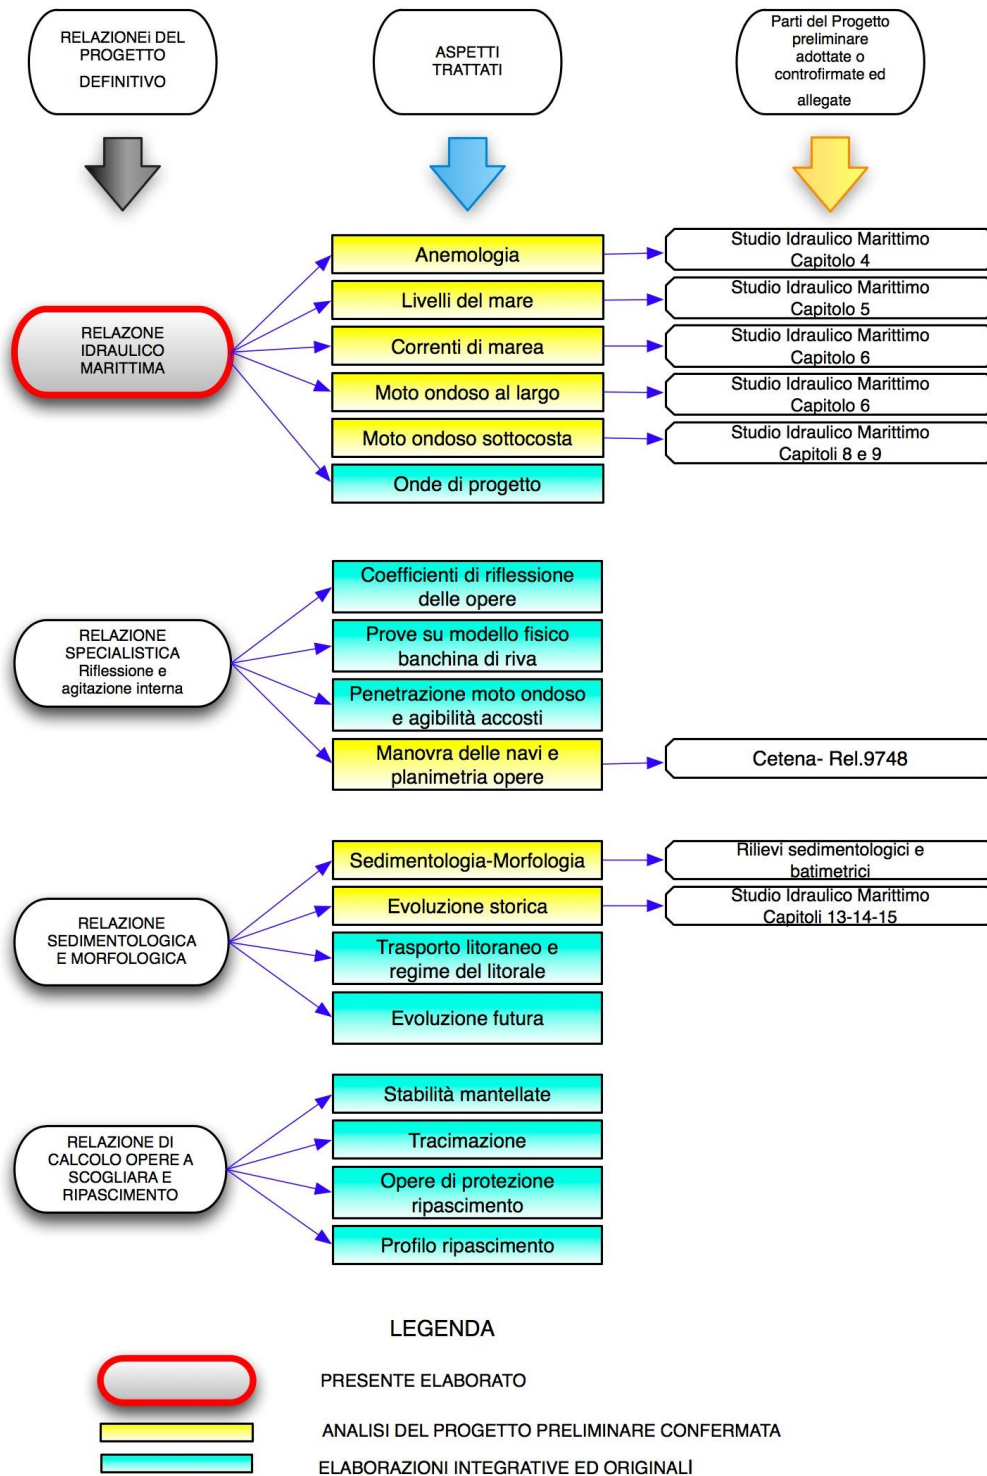 RELAZIONEi DEL
PROGETTO
DEFINITIVO
ASPETTI
TRATTATI
Parti del Progetto
preliminare
adottate o
controfirmate ed
allegate
RELAZONE
IDRAULICO
MARITTIMA
Anemologia
Studio Idraulico Marittimo
Capitolo 4
Livelli del mare
Studio Idraulico Marittimo
Capitolo 5
Correnti di marea
Studio Idraulico Marittimo
Capitolo 6
Moto ondoso al largo
Studio Idraulico Marittimo
Capitolo 6
Moto ondoso sottocosta
Studio Idraulico Marittimo
Capitoli 8 e 9
Onde di progetto
RELAZIONE
SPECIALISTICA
Riflessione e
agitazione interna
Coefficienti di riflessione
delle opere
Prove su modello fisico
banchina di riva
Penetrazione moto ondoso
e agibilità accosti
Manovra delle navi e
planimetria opere
Cetena- Rel.9748
RELAZIONE
SEDIMENTOLOGICA
E MORFOLOGICA
Sedimentologia-Morfologia
Rilievi sedimentologici e
batimetrici
Evoluzione storica
Studio Idraulico Marittimo
Capitoli 13-14-15
Trasporto litoraneo e
regime del litorale
Evoluzione futura
RELAZIONE DI
CALCOLO OPERE A
SCOGLIARA E
RIPASCIMENTO
Stabilità mantellate
Tracimazione
Opere di protezione
ripascimento
Profilo ripascimento
LEGENDA
PRESENTE ELABORATO
ANALISI DEL PROGETTO PRELIMINARE CONFERMATA
ELABORAZIONI INTEGRATIVE ED ORIGINALI